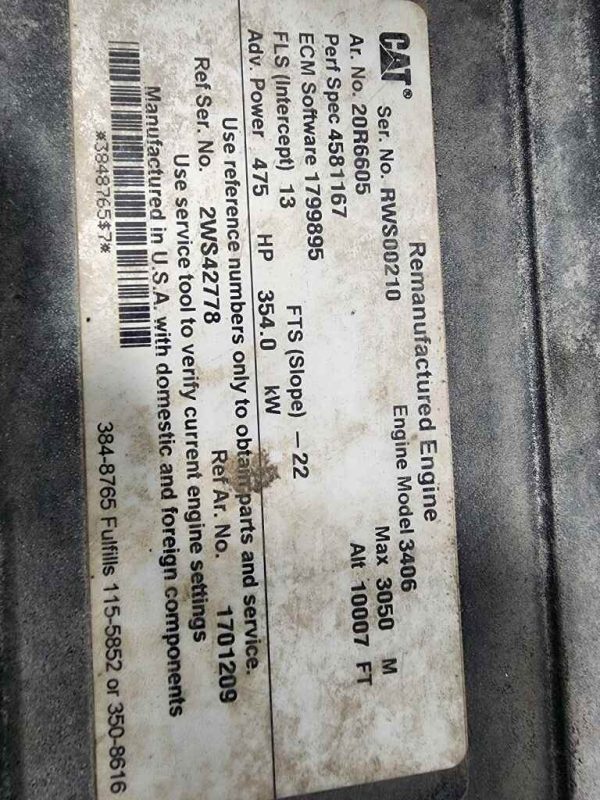 CAT® Remanufactured Engine
Ser. No. RWS00210 Engine Model 3406
Ar. No. 20R6605 Max 3050 M
Perf Spec 4581167 Alt 10007 FT
ECM Software 1799895
FLS (Intercept) 13 FTS (Slope) – 22
Adv. Power 475 HP 354.0 kW
Use reference numbers only to obtain parts and service.
Ref Ser. No. 2WS42778 Ref Ar. No. 1701209
Use service tool to verify current engine settings
Manufactured in U.S.A. with domestic and foreign components
*3848765$7* 384-8765 Fulfills 115-5852 or 350-8616